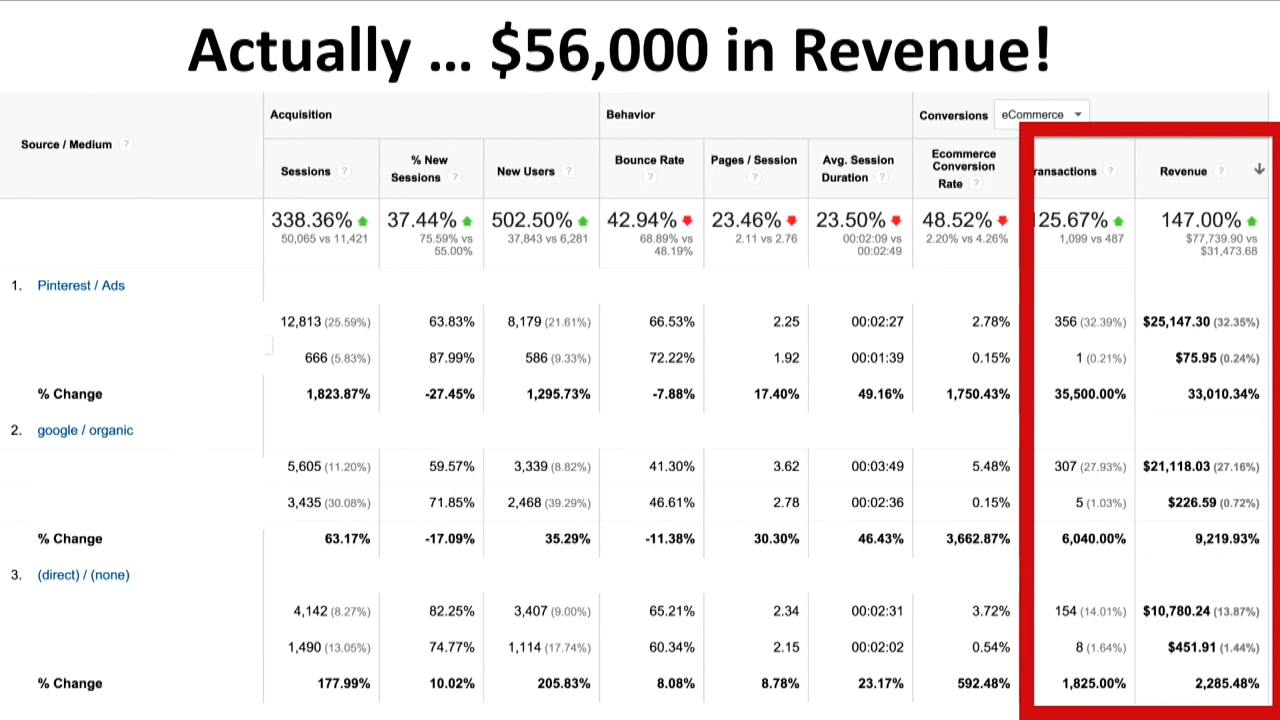 Actually ... $56,000 in Revenue!
Source / Medium ?
Acquisition
Behavior
Conversions eCommerce
Sessions ?
% New Sessions ?
New Users ?
Bounce Rate ?
Pages / Session ?
Avg. Session Duration ?
Ecommerce Conversion Rate ?
ransactions ?
Revenue ?
338.36% 37.44% 502.50% 42.94% 23.46% 23.50% 48.52% 25.67% 147.00%
50,065 vs 11,421 75.59% vs 55.00% 37,843 vs 6,281 68.89% vs 48.19% 2.11 vs 2.76 00:02:09 vs 00:02:49 2.20% vs 4.26% 1,099 vs 487 $77,739.90 vs $31,473.68
1. Pinterest / Ads
12,813 (25.59%) 63.83% 8,179 (21.61%) 66.53% 2.25 00:02:27 2.78% 356 (32.39%) $25,147.30 (32.35%)
666 (5.83%) 87.99% 586 (9.33%) 72.22% 1.92 00:01:39 0.15% 1 (0.21%) $75.95 (0.24%)
% Change 1,823.87% -27.45% 1,295.73% -7.88% 17.40% 49.16% 1,750.43% 35,500.00% 33,010.34%
2. google / organic
5,605 (11.20%) 59.57% 3,339 (8.82%) 41.30% 3.62 00:03:49 5.48% 307 (27.93%) $21,118.03 (27.16%)
3,435 (30.08%) 71.85% 2,468 (39.29%) 46.61% 2.78 00:02:36 0.15% 5 (1.03%) $226.59 (0.72%)
% Change 63.17% -17.09% 35.29% -11.38% 30.30% 46.43% 3,662.87% 6,040.00% 9,219.93%
3. (direct) / (none)
4,142 (8.27%) 82.25% 3,407 (9.00%) 65.21% 2.34 00:02:31 3.72% 154 (14.01%) $10,780.24 (13.87%)
1,490 (13.05%) 74.77% 1,114 (17.74%) 60.34% 2.15 00:02:02 0.54% 8 (1.64%) $451.91 (1.44%)
% Change 177.99% 10.02% 205.83% 8.08% 8.78% 23.17% 592.48% 1,825.00% 2,285.48%